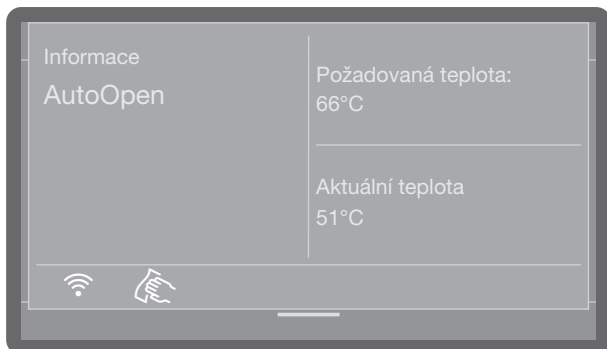 Informace
AutoOpen
Požadovaná teplota:
66°C
Aktuální teplota
51°C